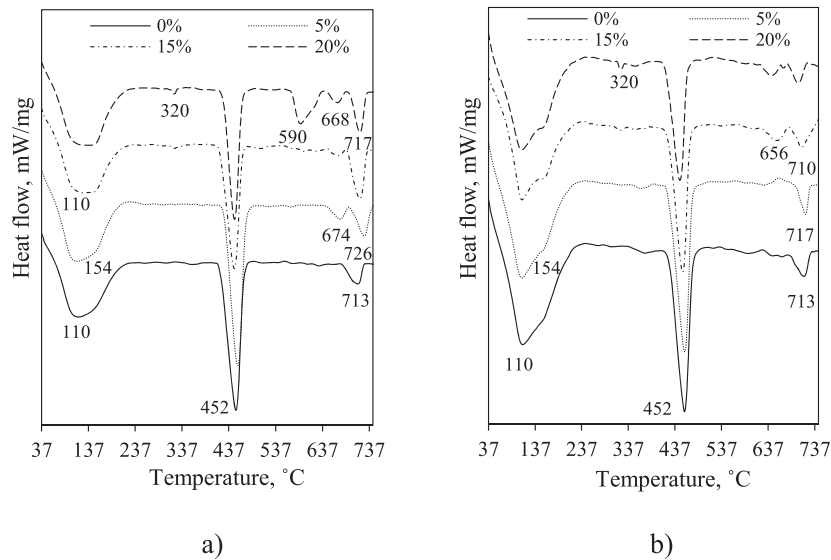 0% 5%
15% 20%
320
590
668
717
110
674
154
726
713
110
452
Heat flow, mW/mg
37 137 237 337 437 537 637 737
Temperature, ˚C
a)
0% 5%
15% 20%
320
656
710
717
154
713
110
452
Heat flow, mW/mg
37 137 237 337 437 537 637 737
Temperature, ˚C
b)